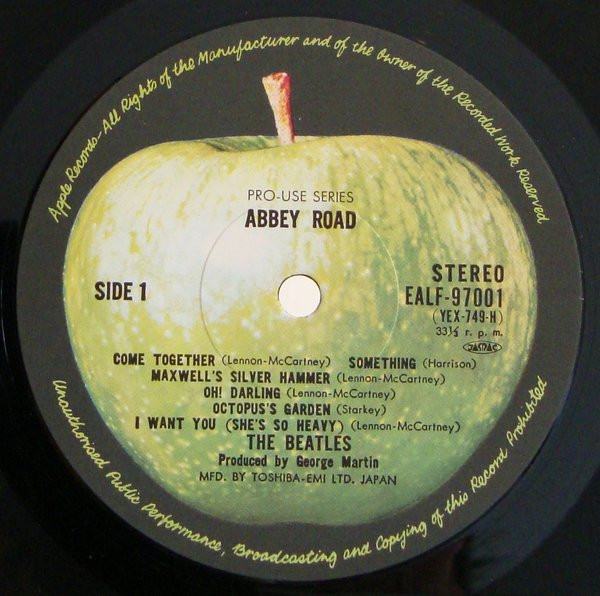 Apple Records-All Rights of the Manufacturer and of the Owner of the Recorded Work Reserved
PRO-USE SERIES
ABBEY ROAD
SIDE 1
STEREO
EALF-97001
(YEX-749-H)
33⅓ r. p. m.
JASRAC
COME TOGETHER (Lennon-McCartney) SOMETHING (Harrison)
MAXWELL'S SILVER HAMMER (Lennon-McCartney)
OH! DARLING (Lennon-McCartney)
OCTOPUS'S GARDEN (Starkey)
I WANT YOU (SHE'S SO HEAVY) (Lennon-McCartney)
THE BEATLES
Produced by George Martin
MFD. BY TOSHIBA-EMI LTD. JAPAN
Unauthorised Public Performance, Broadcasting and Copying of this Record Prohibited